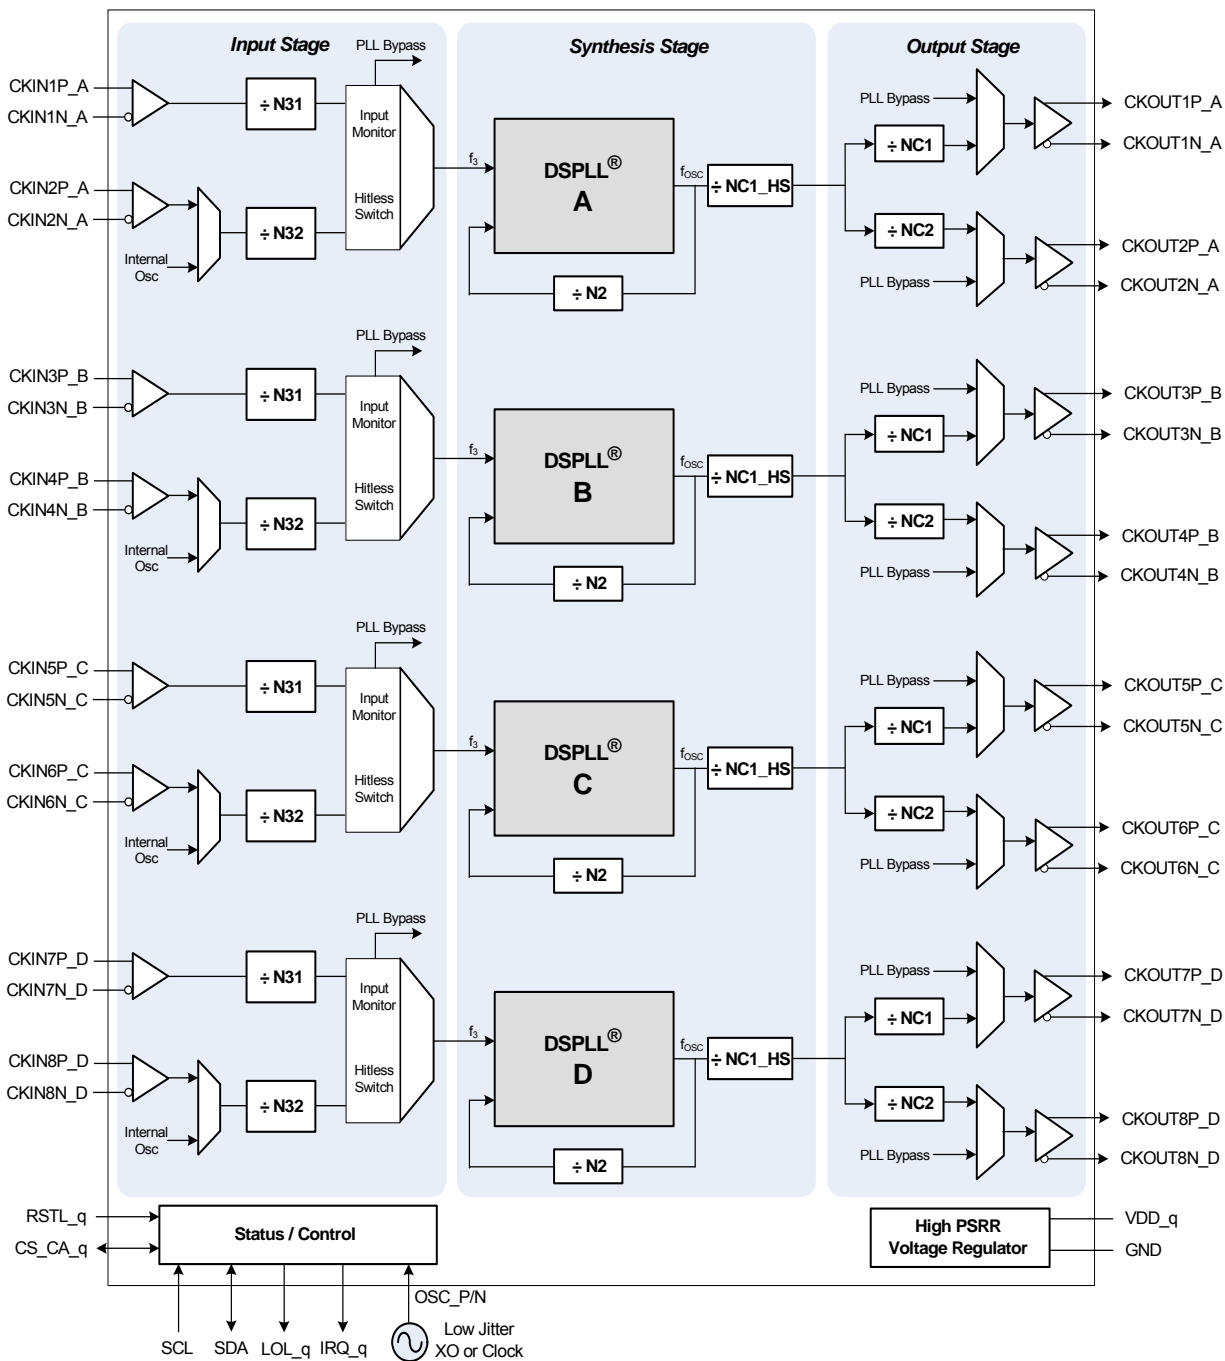 Input Stage
Synthesis Stage
Output Stage
PLL Bypass
CKIN1P_A
CKIN1N_A
÷ N31
Input
Monitor
CKIN2P_A
CKIN2N_A
Hitless
Switch
÷ N32
Internal
Osc
f3
DSPLL®
A
fOSC
÷ NC1_HS
÷ N2
PLL Bypass
÷ NC1
÷ NC2
PLL Bypass
CKOUT1P_A
CKOUT1N_A
CKOUT2P_A
CKOUT2N_A
PLL Bypass
CKIN3P_B
CKIN3N_B
÷ N31
Input
Monitor
CKIN4P_B
CKIN4N_B
Hitless
Switch
÷ N32
Internal
Osc
f3
DSPLL®
B
fOSC
÷ NC1_HS
÷ N2
PLL Bypass
÷ NC1
÷ NC2
PLL Bypass
CKOUT3P_B
CKOUT3N_B
CKOUT4P_B
CKOUT4N_B
PLL Bypass
CKIN5P_C
CKIN5N_C
÷ N31
Input
Monitor
CKIN6P_C
CKIN6N_C
Hitless
Switch
÷ N32
Internal
Osc
f3
DSPLL®
C
fOSC
÷ NC1_HS
÷ N2
PLL Bypass
÷ NC1
÷ NC2
PLL Bypass
CKOUT5P_C
CKOUT5N_C
CKOUT6P_C
CKOUT6N_C
PLL Bypass
CKIN7P_D
CKIN7N_D
÷ N31
Input
Monitor
CKIN8P_D
CKIN8N_D
Hitless
Switch
÷ N32
Internal
Osc
f3
DSPLL®
D
fOSC
÷ NC1_HS
÷ N2
PLL Bypass
÷ NC1
÷ NC2
PLL Bypass
CKOUT7P_D
CKOUT7N_D
CKOUT8P_D
CKOUT8N_D
RSTL_q
CS_CA_q
Status / Control
High PSRR
Voltage Regulator
VDD_q
GND
OSC_P/N
SCL
SDA
LOL_q
IRQ_q
Low Jitter
XO or Clock